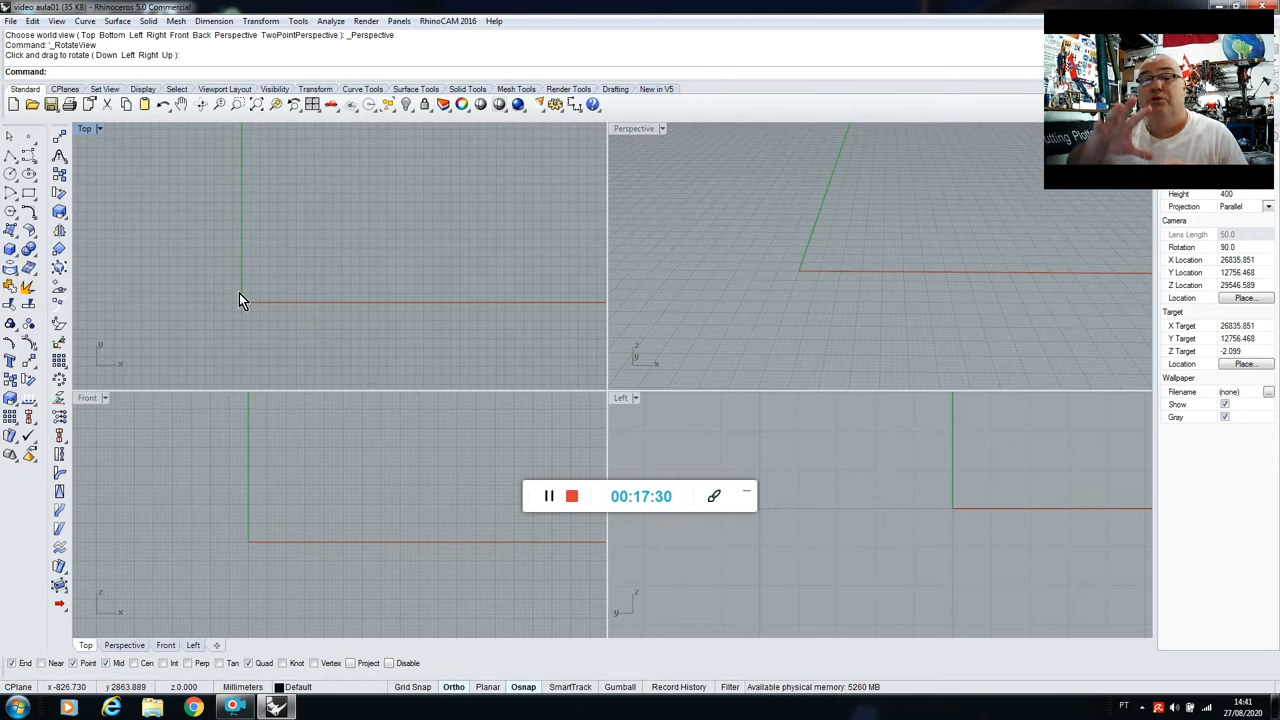 video aula01 (35 KB) - Rhinoceros 5.0 Commercial
File Edit View Curve Surface Solid Mesh Dimension Transform Tools Analyze Render Panels RhinoCAM 2016 Help
Choose world view ( Top Bottom Left Right Front Back Perspective TwoPointPerspective ): _Perspective
Command: '_RotateView
Click and drag to rotate ( Down Left Right Up ):
Command:
Standard CPlanes Set View Display Select Viewport Layout Visibility Transform Curve Tools Surface Tools Solid Tools Mesh Tools Render Tools Drafting New in V5
Top
Perspective
y
x
z
y
x
Front
Left
z
x
z
y
Height 400
Projection Parallel
Camera
Lens Length 50.0
Rotation 90.0
X Location 26835.851
Y Location 12756.468
Z Location 29546.589
Location Place...
Target
X Target 26835.851
Y Target 12756.468
Z Target -2.099
Location Place...
Wallpaper
Filename (none)
Show
Gray
utting Plott
00:17:30
Top Perspective Front Left
End Near Point Mid Cen Int Perp Tan Quad Knot Vertex Project Disable
CPlane x -826.730 y 2863.889 z 0.000 Millimeters Default Grid Snap Ortho Planar Osnap SmartTrack Gumball Record History Filter Available physical memory: 5260 MB
PT
14:41
27/08/2020